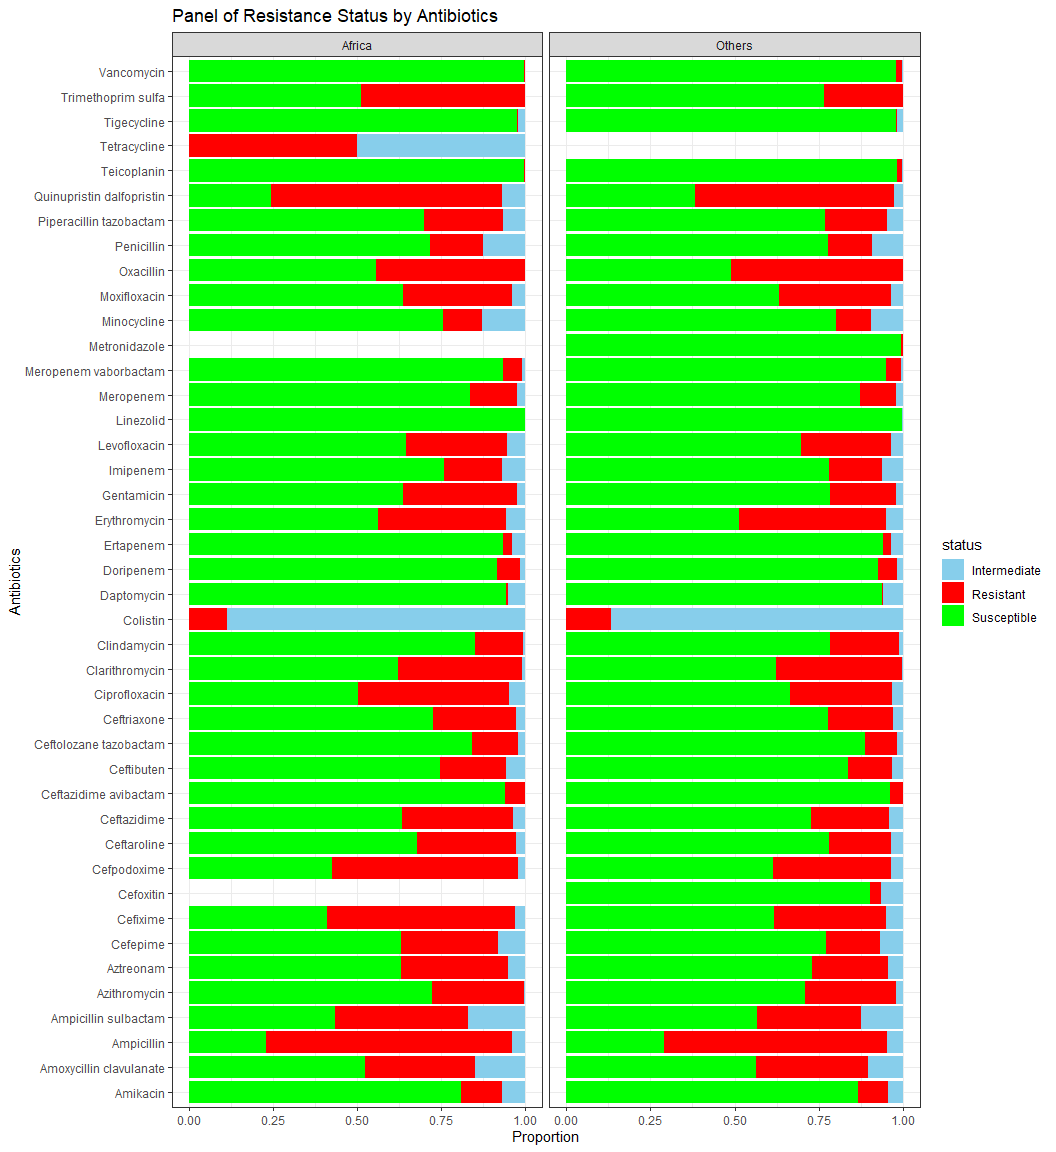 Panel of Resistance Status by Antibiotics
Africa
Others
Antibiotics
Vancomycin
Trimethoprim sulfa
Tigecycline
Tetracycline
Teicoplanin
Quinupristin dalfopristin
Piperacillin tazobactam
Penicillin
Oxacillin
Moxifloxacin
Minocycline
Metronidazole
Meropenem vaborbactam
Meropenem
Linezolid
Levofloxacin
Imipenem
Gentamicin
Erythromycin
Ertapenem
Doripenem
Daptomycin
Colistin
Clindamycin
Clarithromycin
Ciprofloxacin
Ceftriaxone
Ceftolozane tazobactam
Ceftibuten
Ceftazidime avibactam
Ceftazidime
Ceftaroline
Cefpodoxime
Cefoxitin
Cefixime
Cefepime
Aztreonam
Azithromycin
Ampicillin sulbactam
Ampicillin
Amoxycillin clavulanate
Amikacin
0.00 0.25 0.50 0.75 1.00
0.00 0.25 0.50 0.75 1.00
Proportion
status
Intermediate
Resistant
Susceptible